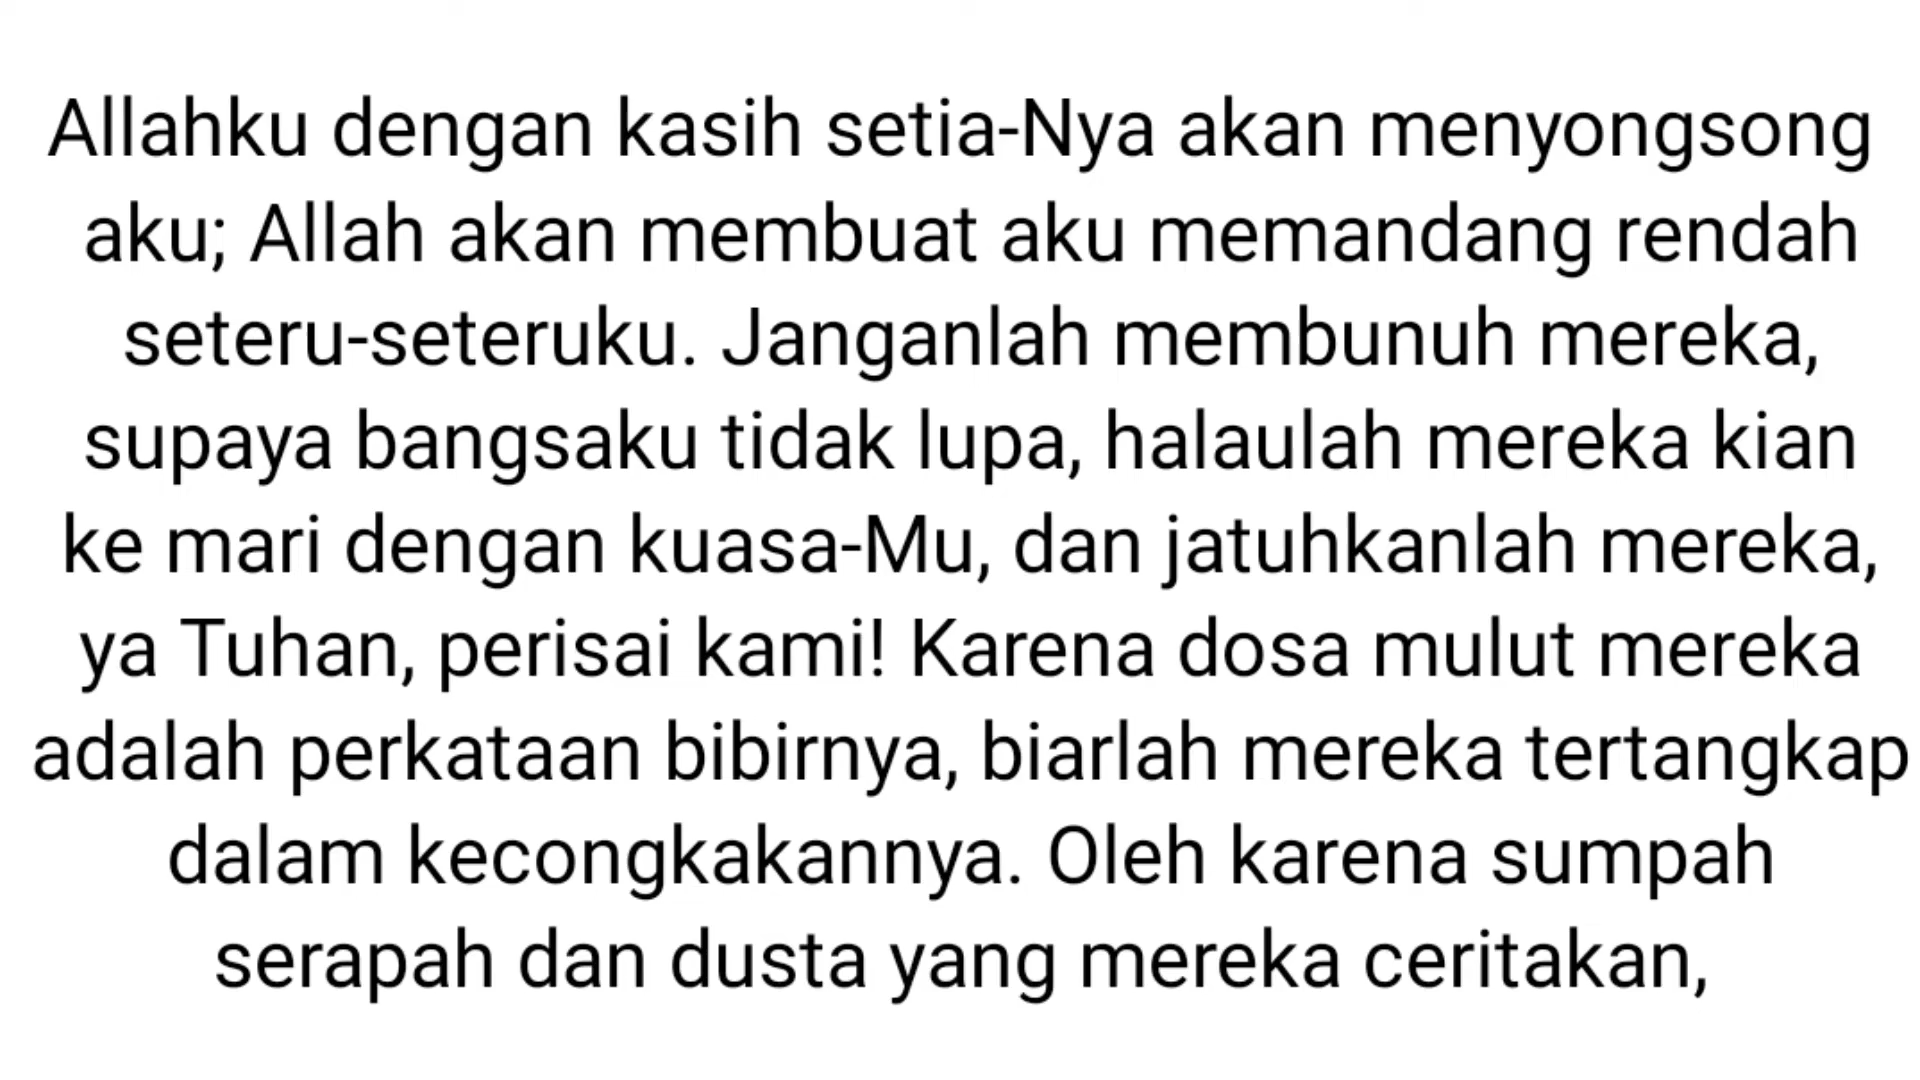 Allahku dengan kasih setia-Nya akan menyongsong
aku; Allah akan membuat aku memandang rendah
seteru-seteruku. Janganlah membunuh mereka,
supaya bangsaku tidak lupa, halaulah mereka kian
ke mari dengan kuasa-Mu, dan jatuhkanlah mereka,
ya Tuhan, perisai kami! Karena dosa mulut mereka
adalah perkataan bibirnya, biarlah mereka tertangkap
dalam kecongkakannya. Oleh karena sumpah
serapah dan dusta yang mereka ceritakan,